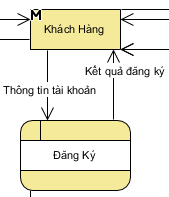 M
Khách Hàng
Kết quả đăng ký
Thông tin tài khoản
Đăng Ký